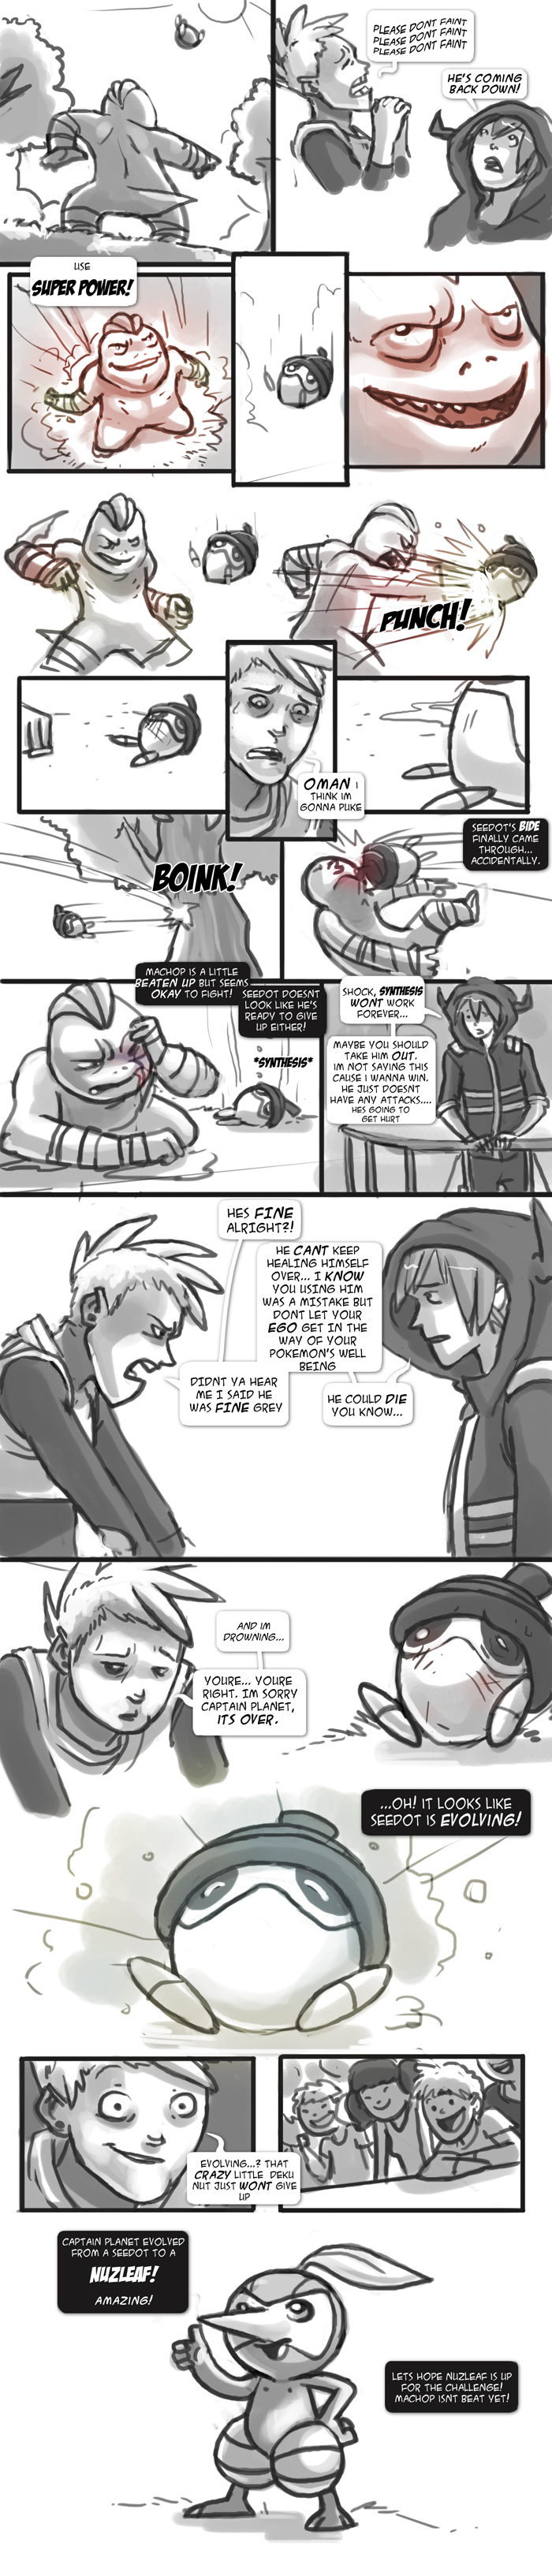 PLEASE DONT FAINT
PLEASE DONT FAINT
PLEASE DONT FAINT
HE'S COMING
BACK DOWN!
USE
SUPER POWER!
PUNCH!
OMAN I
THINK IM
GONNA PUKE
BOINK!
SEEDOT'S BIDE
FINALLY CAME
THROUGH...
ACCIDENTALLY.
MACHOP IS A LITTLE
BEATEN UP BUT SEEMS
OKAY TO FIGHT!
SEEDOT DOESNT
LOOK LIKE HE'S
READY TO GIVE
UP EITHER!
*SYNTHESIS*
SHOCK, SYNTHESIS
WONT WORK
FOREVER...
MAYBE YOU SHOULD
TAKE HIM OUT.
IM NOT SAYING THIS
CAUSE I WANNA WIN.
HE JUST DOESNT
HAVE ANY ATTACKS....
HES GOING TO
GET HURT
HES FINE
ALRIGHT?!
HE CANT KEEP
HEALING HIMSELF
OVER... I KNOW
YOU USING HIM
WAS A MISTAKE BUT
DONT LET YOUR
EGO GET IN THE
WAY OF YOUR
POKEMON'S WELL
BEING
DIDNT YA HEAR
ME I SAID HE
WAS FINE GREY
HE COULD DIE
YOU KNOW...
AND IM
DROWNING...
YOURE... YOURE
RIGHT. IM SORRY
CAPTAIN PLANET,
ITS OVER.
...OH! IT LOOKS LIKE
SEEDOT IS EVOLVING!
EVOLVING...? THAT
CRAZY LITTLE DEKU
NUT JUST WONT GIVE
UP
CAPTAIN PLANET EVOLVED
FROM A SEEDOT TO A
NUZLEAF!
AMAZING!
LETS HOPE NUZLEAF IS UP
FOR THE CHALLENGE!
MACHOP ISNT BEAT YET!